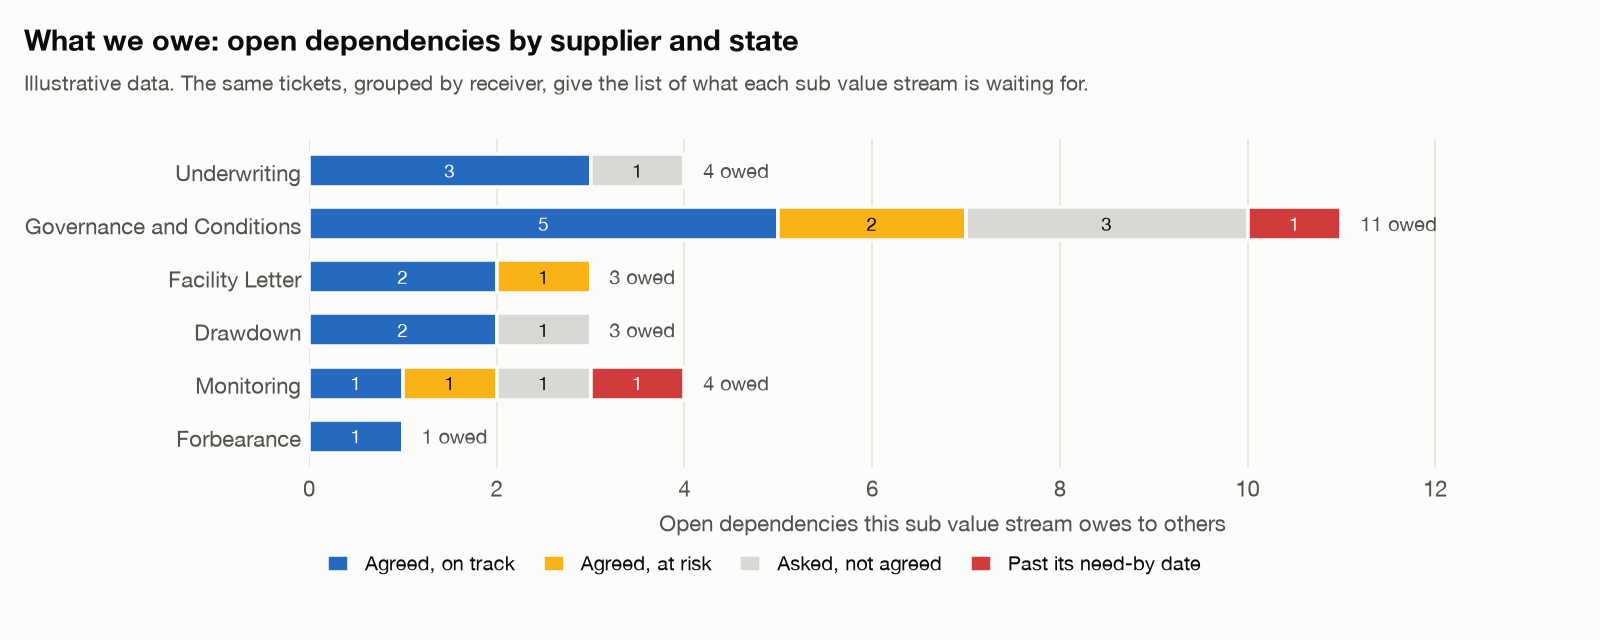 What we owe: open dependencies by supplier and state
Illustrative data. The same tickets, grouped by receiver, give the list of what each sub value stream is waiting for.
Underwriting 3 1 4 owed
Governance and Conditions 5 2 3 1 11 owed
Facility Letter 2 1 3 owed
Drawdown 2 1 3 owed
Monitoring 1 1 1 1 4 owed
Forbearance 1 1 owed
0 2 4 6 8 10 12
Open dependencies this sub value stream owes to others
Agreed, on track Agreed, at risk Asked, not agreed Past its need-by date